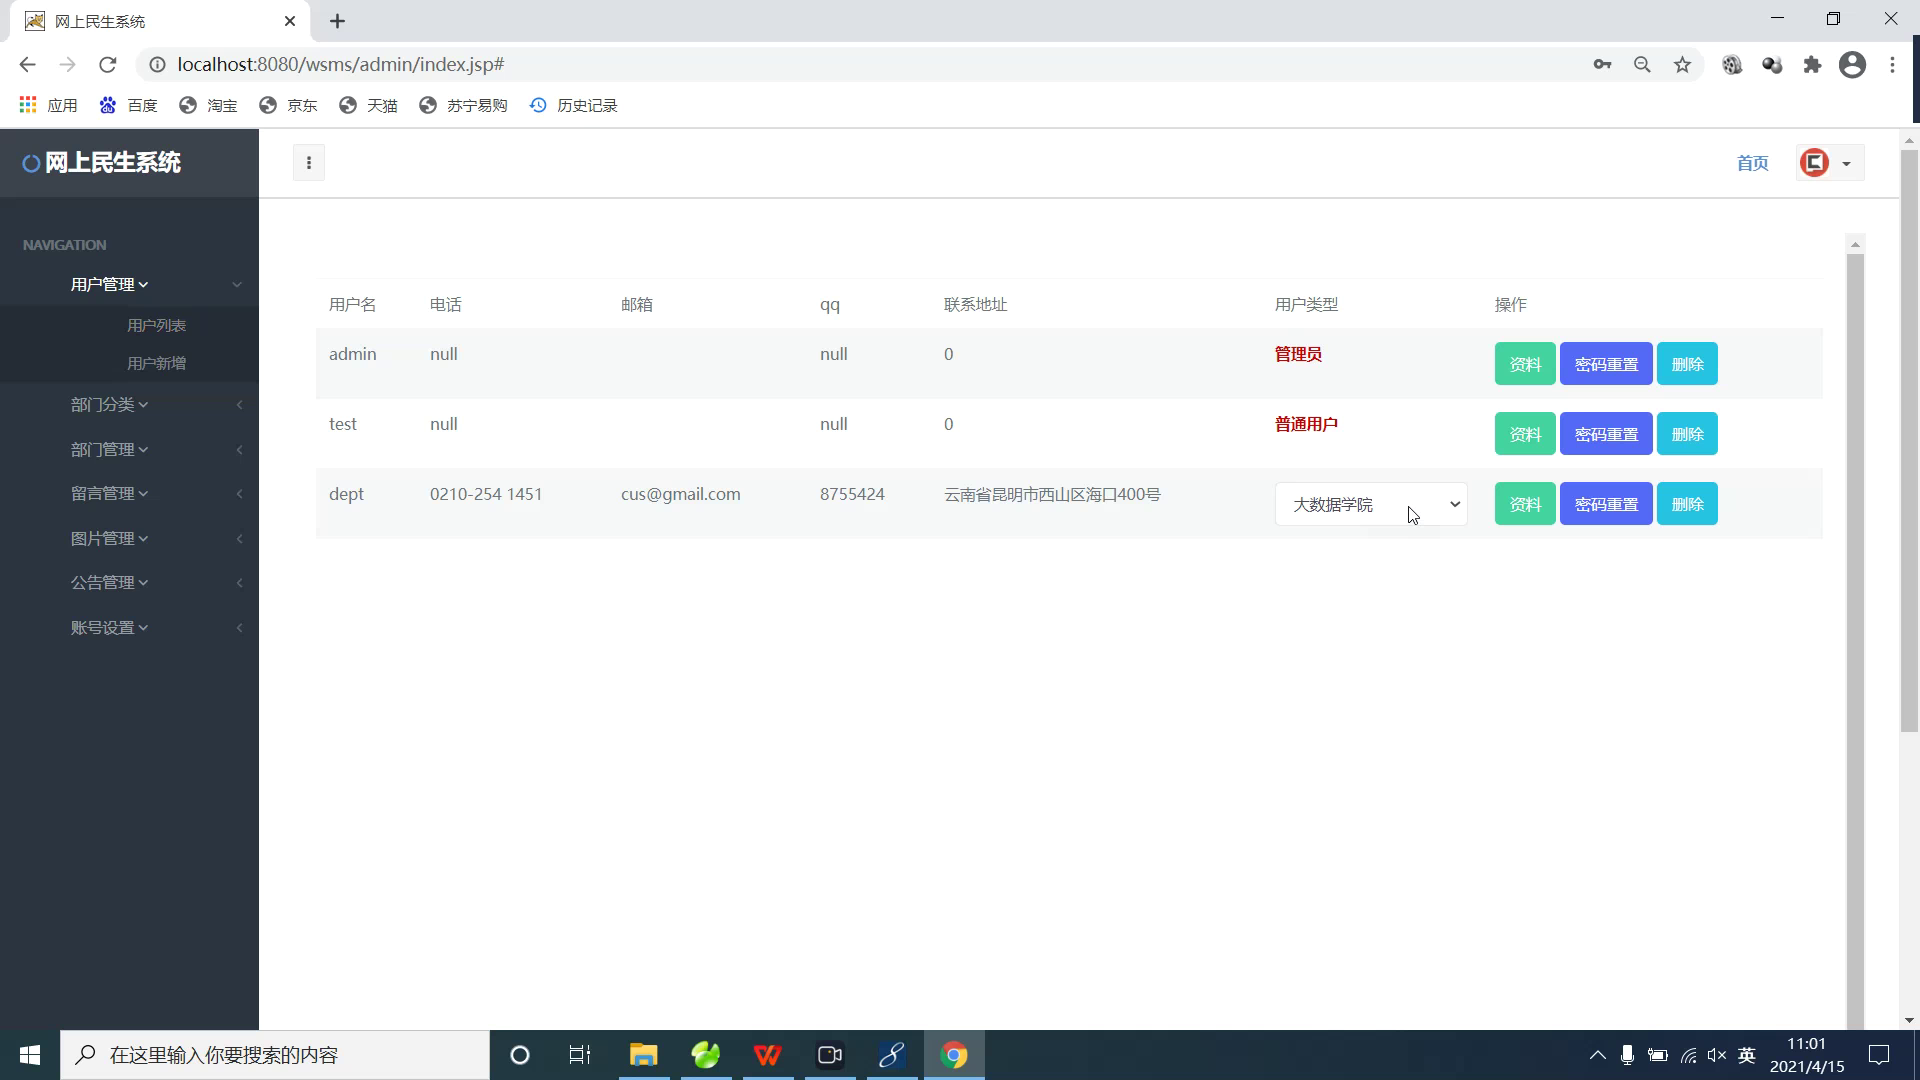 网上民生系统
localhost:8080/wsms/admin/index.jsp#
应用 百度 淘宝 京东 天猫 苏宁易购 历史记录
网上民生系统
首页
NAVIGATION
用户管理
用户列表
用户新增
部门分类
部门管理
留言管理
图片管理
公告管理
账号设置
用户名 电话 邮箱 qq 联系地址 用户类型 操作
admin null null 0 管理员 资料 密码重置 删除
test null null 0 普通用户 资料 密码重置 删除
dept 0210-254 1451 cus@gmail.com 8755424 云南省昆明市西山区海口400号 大数据学院 资料 密码重置 删除
在这里输入你要搜索的内容
英
11:01
2021/4/15